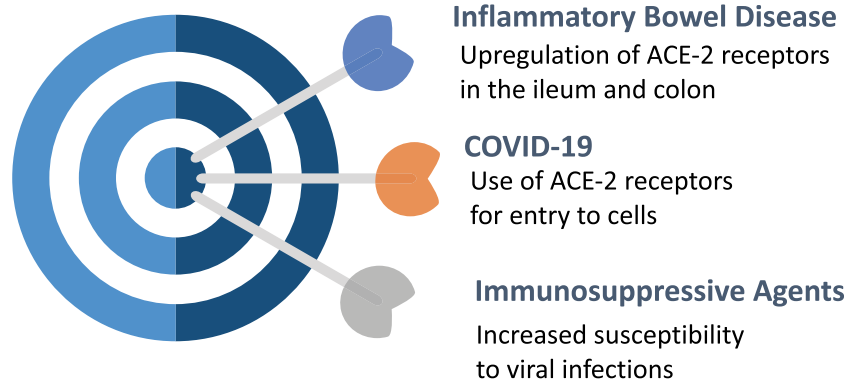 Inflammatory Bowel Disease
Upregulation of ACE-2 receptors
in the ileum and colon
COVID-19
Use of ACE-2 receptors
for entry to cells
Immunosuppressive Agents
Increased susceptibility
to viral infections